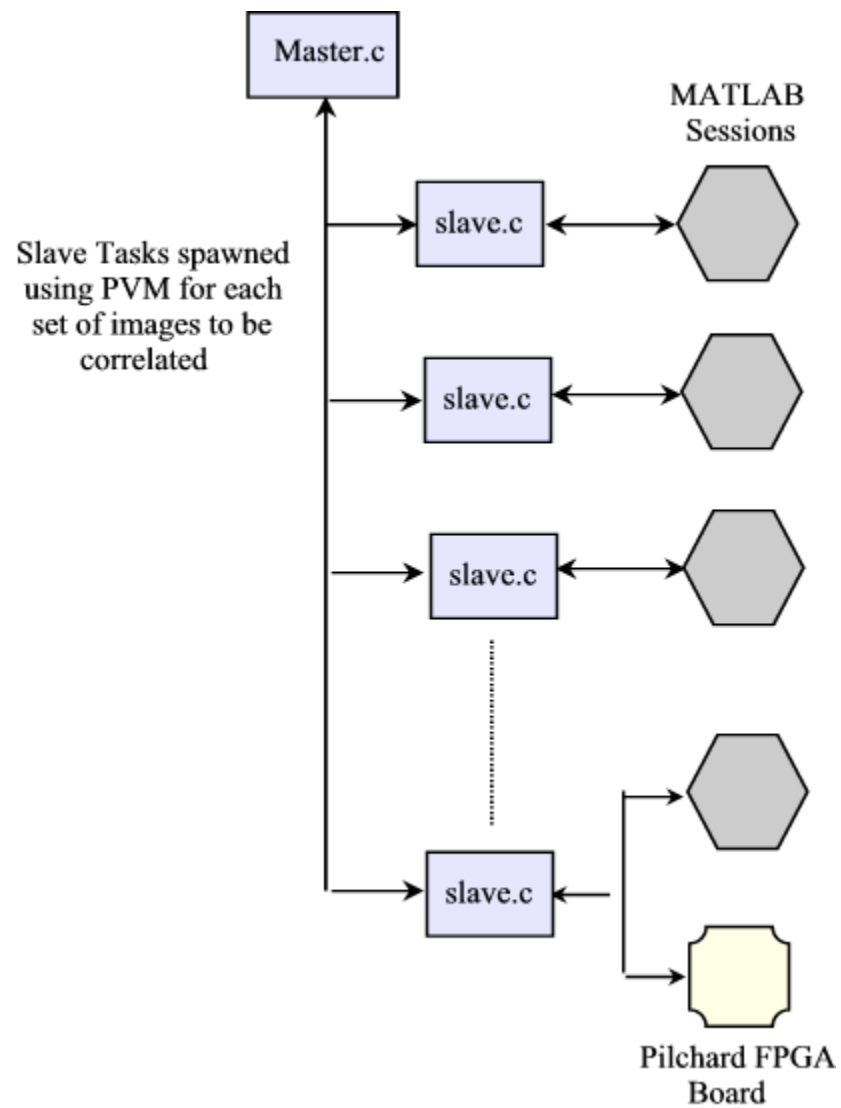 Master.c
MATLAB
Sessions
slave.c
Slave Tasks spawned
using PVM for each
set of images to be
correlated
slave.c
slave.c
slave.c
Pilchard FPGA
Board